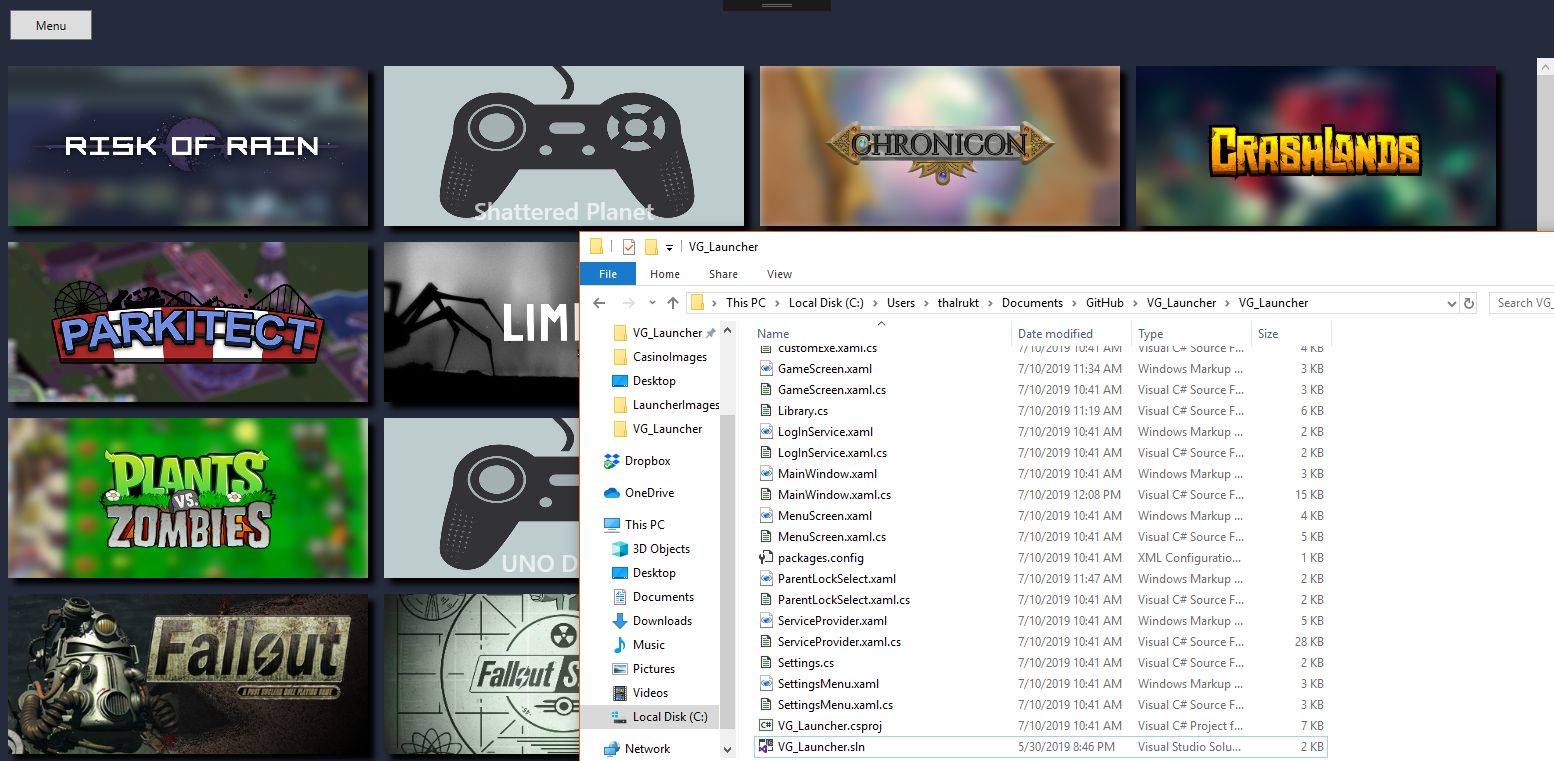 Menu
RISK OF RAIN
Shattered Planet
CHRONICON
CRASHLANDS
PARKITECT
LIM
PLANTS
VS.
ZOMBIES
UNO D
Fallout
A POST NUCLEAR ROLE PLAYING GAME
Fallout S
VG_Launcher
File Home Share View
This PC > Local Disk (C:) > Users > thalrukt > Documents > GitHub > VG_Launcher > VG_Launcher
Search VG_
VG_Launcher
CasinoImages
Desktop
LauncherImages
VG_Launcher
Dropbox
OneDrive
This PC
3D Objects
Desktop
Documents
Downloads
Music
Pictures
Videos
Local Disk (C:)
Network
Name Date modified Type Size
customExe.xaml.cs 7/10/2019 10:41 AM Visual C# Source F... 4 KB
GameScreen.xaml 7/10/2019 11:34 AM Windows Markup ... 3 KB
GameScreen.xaml.cs 7/10/2019 10:41 AM Visual C# Source F... 3 KB
Library.cs 7/10/2019 11:19 AM Visual C# Source F... 6 KB
LogInService.xaml 7/10/2019 10:41 AM Windows Markup ... 2 KB
LogInService.xaml.cs 7/10/2019 10:41 AM Visual C# Source F... 2 KB
MainWindow.xaml 7/10/2019 10:41 AM Windows Markup ... 3 KB
MainWindow.xaml.cs 7/10/2019 12:08 PM Visual C# Source F... 15 KB
MenuScreen.xaml 7/10/2019 10:41 AM Windows Markup ... 4 KB
MenuScreen.xaml.cs 7/10/2019 10:41 AM Visual C# Source F... 5 KB
packages.config 7/10/2019 10:41 AM XML Configuratio... 1 KB
ParentLockSelect.xaml 7/10/2019 11:47 AM Windows Markup ... 2 KB
ParentLockSelect.xaml.cs 7/10/2019 10:41 AM Visual C# Source F... 2 KB
ServiceProvider.xaml 7/10/2019 10:41 AM Windows Markup ... 5 KB
ServiceProvider.xaml.cs 7/10/2019 10:41 AM Visual C# Source F... 28 KB
Settings.cs 7/10/2019 10:41 AM Visual C# Source F... 2 KB
SettingsMenu.xaml 7/10/2019 10:41 AM Windows Markup ... 3 KB
SettingsMenu.xaml.cs 7/10/2019 10:41 AM Visual C# Source F... 3 KB
VG_Launcher.csproj 7/10/2019 10:41 AM Visual C# Project f... 7 KB
VG_Launcher.sln 5/30/2019 8:46 PM Visual Studio Solu... 2 KB